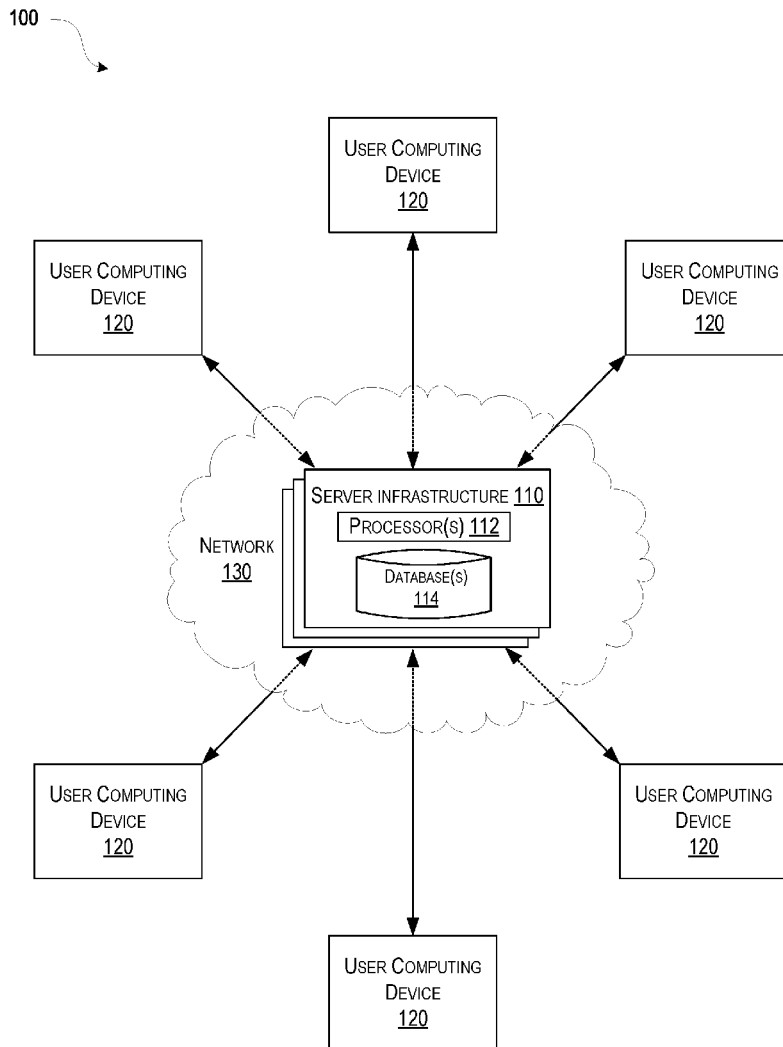 100
USER COMPUTING
DEVICE
120
USER COMPUTING
DEVICE
120
USER COMPUTING
DEVICE
120
SERVER INFRASTRUCTURE 110
PROCESSOR(S) 112
DATABASE(S)
114
NETWORK
130
USER COMPUTING
DEVICE
120
USER COMPUTING
DEVICE
120
USER COMPUTING
DEVICE
120